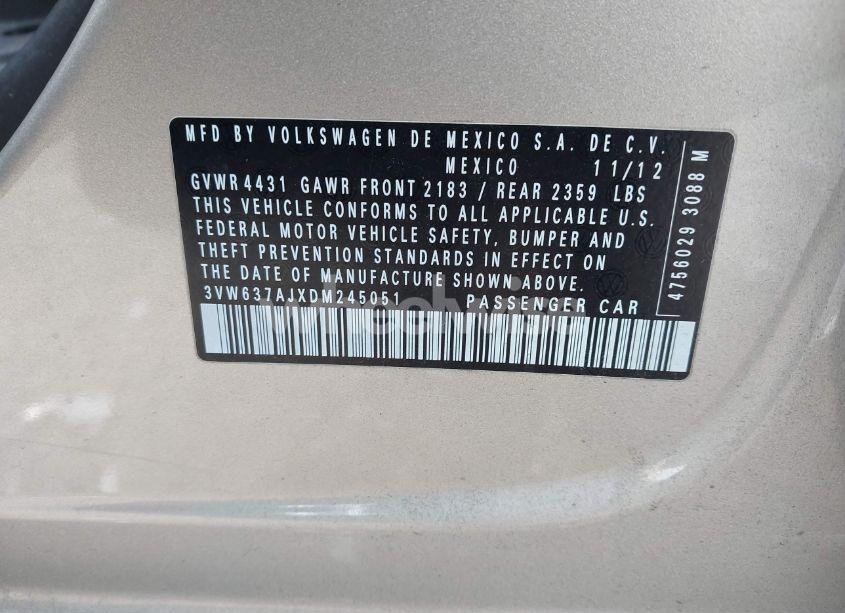 MFD BY VOLKSWAGEN DE MEXICO S.A. DE C.V.
MEXICO 11/12
GVWR 4431 GAWR FRONT 2183 / REAR 2359 LBS
THIS VEHICLE CONFORMS TO ALL APPLICABLE U.S.
FEDERAL MOTOR VEHICLE SAFETY, BUMPER AND
THEFT PREVENTION STANDARDS IN EFFECT ON
THE DATE OF MANUFACTURE SHOWN ABOVE.
3VW637AJXDM245051 PASSENGER CAR
4756029 3088 M
wheelwise